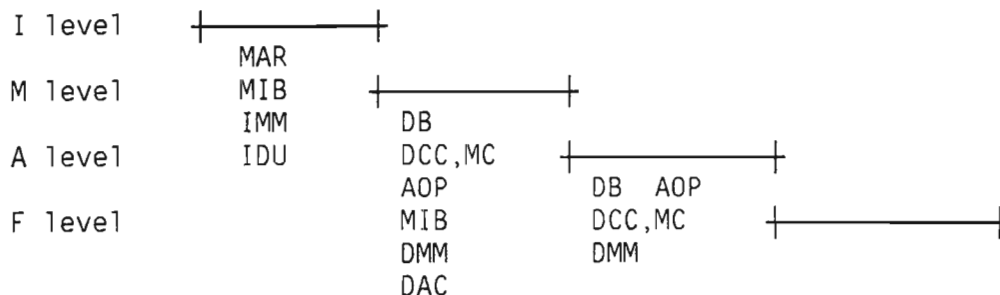 I level
MAR
M level MIB
IMM DB
A level IDU DCC,MC
AOP DB AOP
F level MIB DCC,MC
DMM DMM
DAC